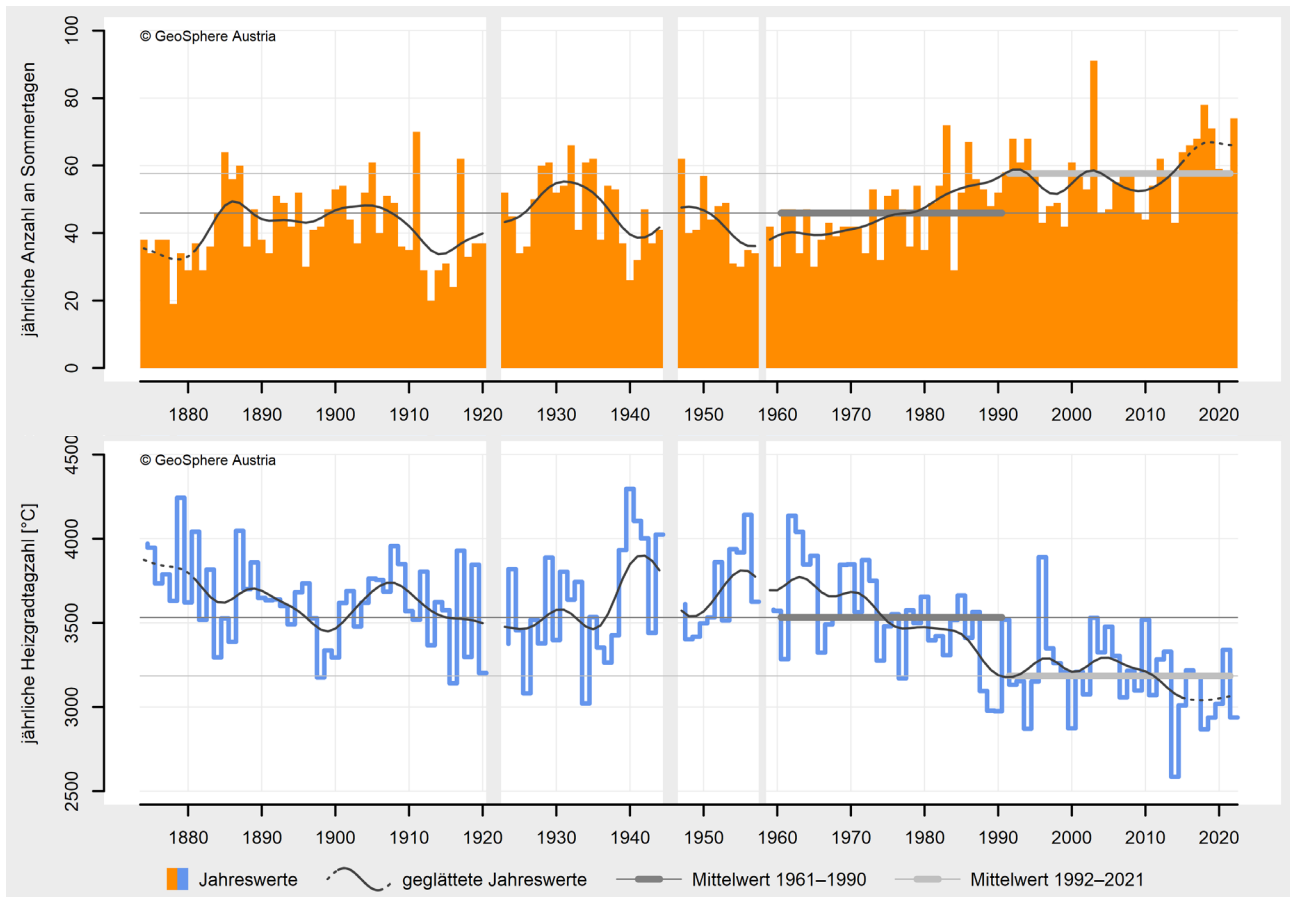 © GeoSphere Austria
jährliche Anzahl an Sommertagen
100
80
60
40
20
0
1880 1890 1900 1910 1920 1930 1940 1950 1960 1970 1980 1990 2000 2010 2020
© GeoSphere Austria
jährliche Heizgradtagzahl [°C]
4500
4000
3500
3000
2500
1880 1890 1900 1910 1920 1930 1940 1950 1960 1970 1980 1990 2000 2010 2020
Jahreswerte geglättete Jahreswerte Mittelwert 1961–1990 Mittelwert 1992–2021